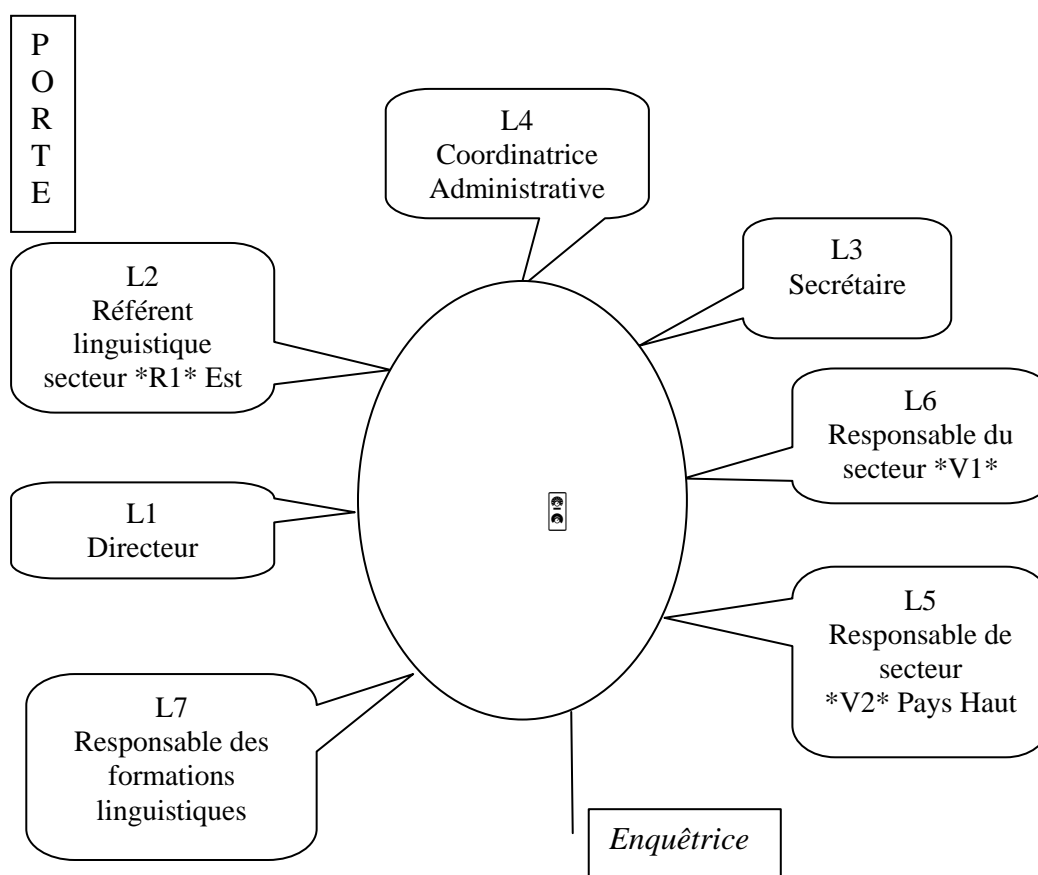 P
O
R
T
E
L4
Coordinatrice
Administrative
L3
Secrétaire
L2
Référent
linguistique
secteur *R1* Est
L6
Responsable du
secteur *V1*
L1
Directeur
L5
Responsable de
secteur
*V2* Pays Haut
L7
Responsable des
formations
linguistiques
Enquêtrice